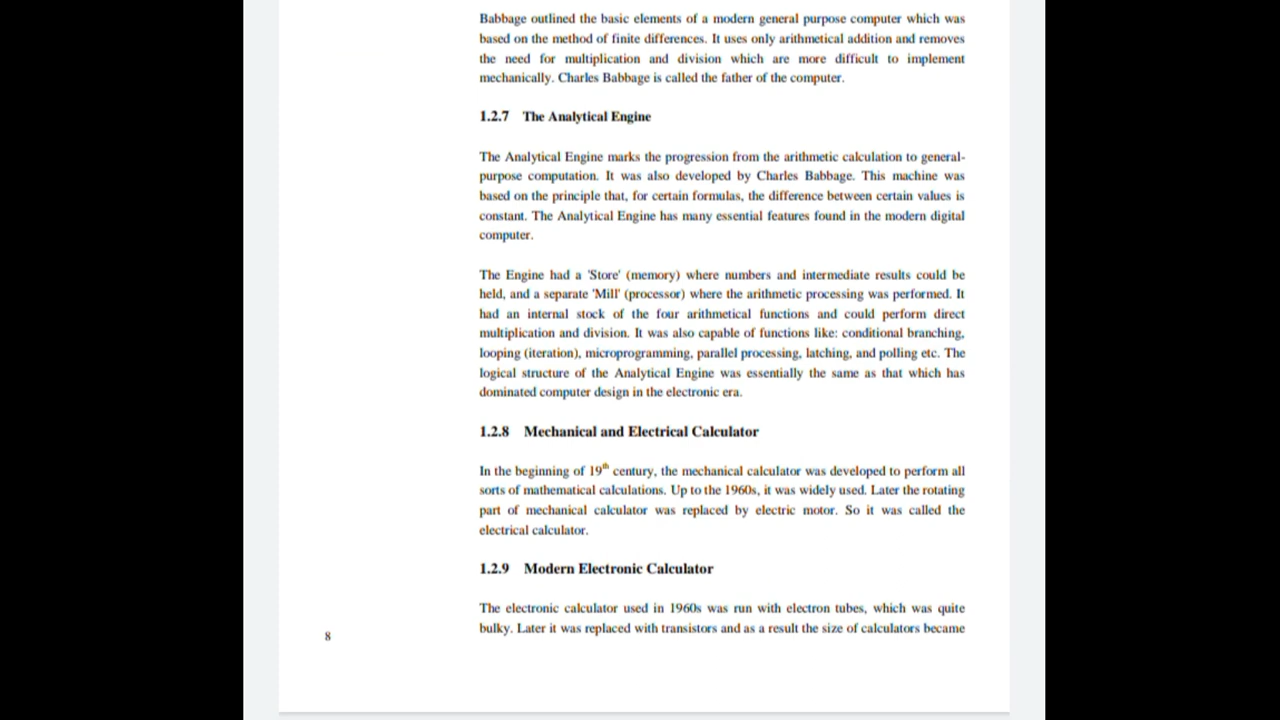 Babbage outlined the basic elements of a modern general purpose computer which was
based on the method of finite differences. It uses only arithmetical addition and removes
the need for multiplication and division which are more difficult to implement
mechanically. Charles Babbage is called the father of the computer.
1.2.7 The Analytical Engine
The Analytical Engine marks the progression from the arithmetic calculation to general-
purpose computation. It was also developed by Charles Babbage. This machine was
based on the principle that, for certain formulas, the difference between certain values is
constant. The Analytical Engine has many essential features found in the modern digital
computer.
The Engine had a 'Store' (memory) where numbers and intermediate results could be
held, and a separate 'Mill' (processor) where the arithmetic processing was performed. It
had an internal stock of the four arithmetical functions and could perform direct
multiplication and division. It was also capable of functions like: conditional branching,
looping (iteration), microprogramming, parallel processing, latching, and polling etc. The
logical structure of the Analytical Engine was essentially the same as that which has
dominated computer design in the electronic era.
1.2.8 Mechanical and Electrical Calculator
In the beginning of 19th century, the mechanical calculator was developed to perform all
sorts of mathematical calculations. Up to the 1960s, it was widely used. Later the rotating
part of mechanical calculator was replaced by electric motor. So it was called the
electrical calculator.
1.2.9 Modern Electronic Calculator
The electronic calculator used in 1960s was run with electron tubes, which was quite
bulky. Later it was replaced with transistors and as a result the size of calculators became
8